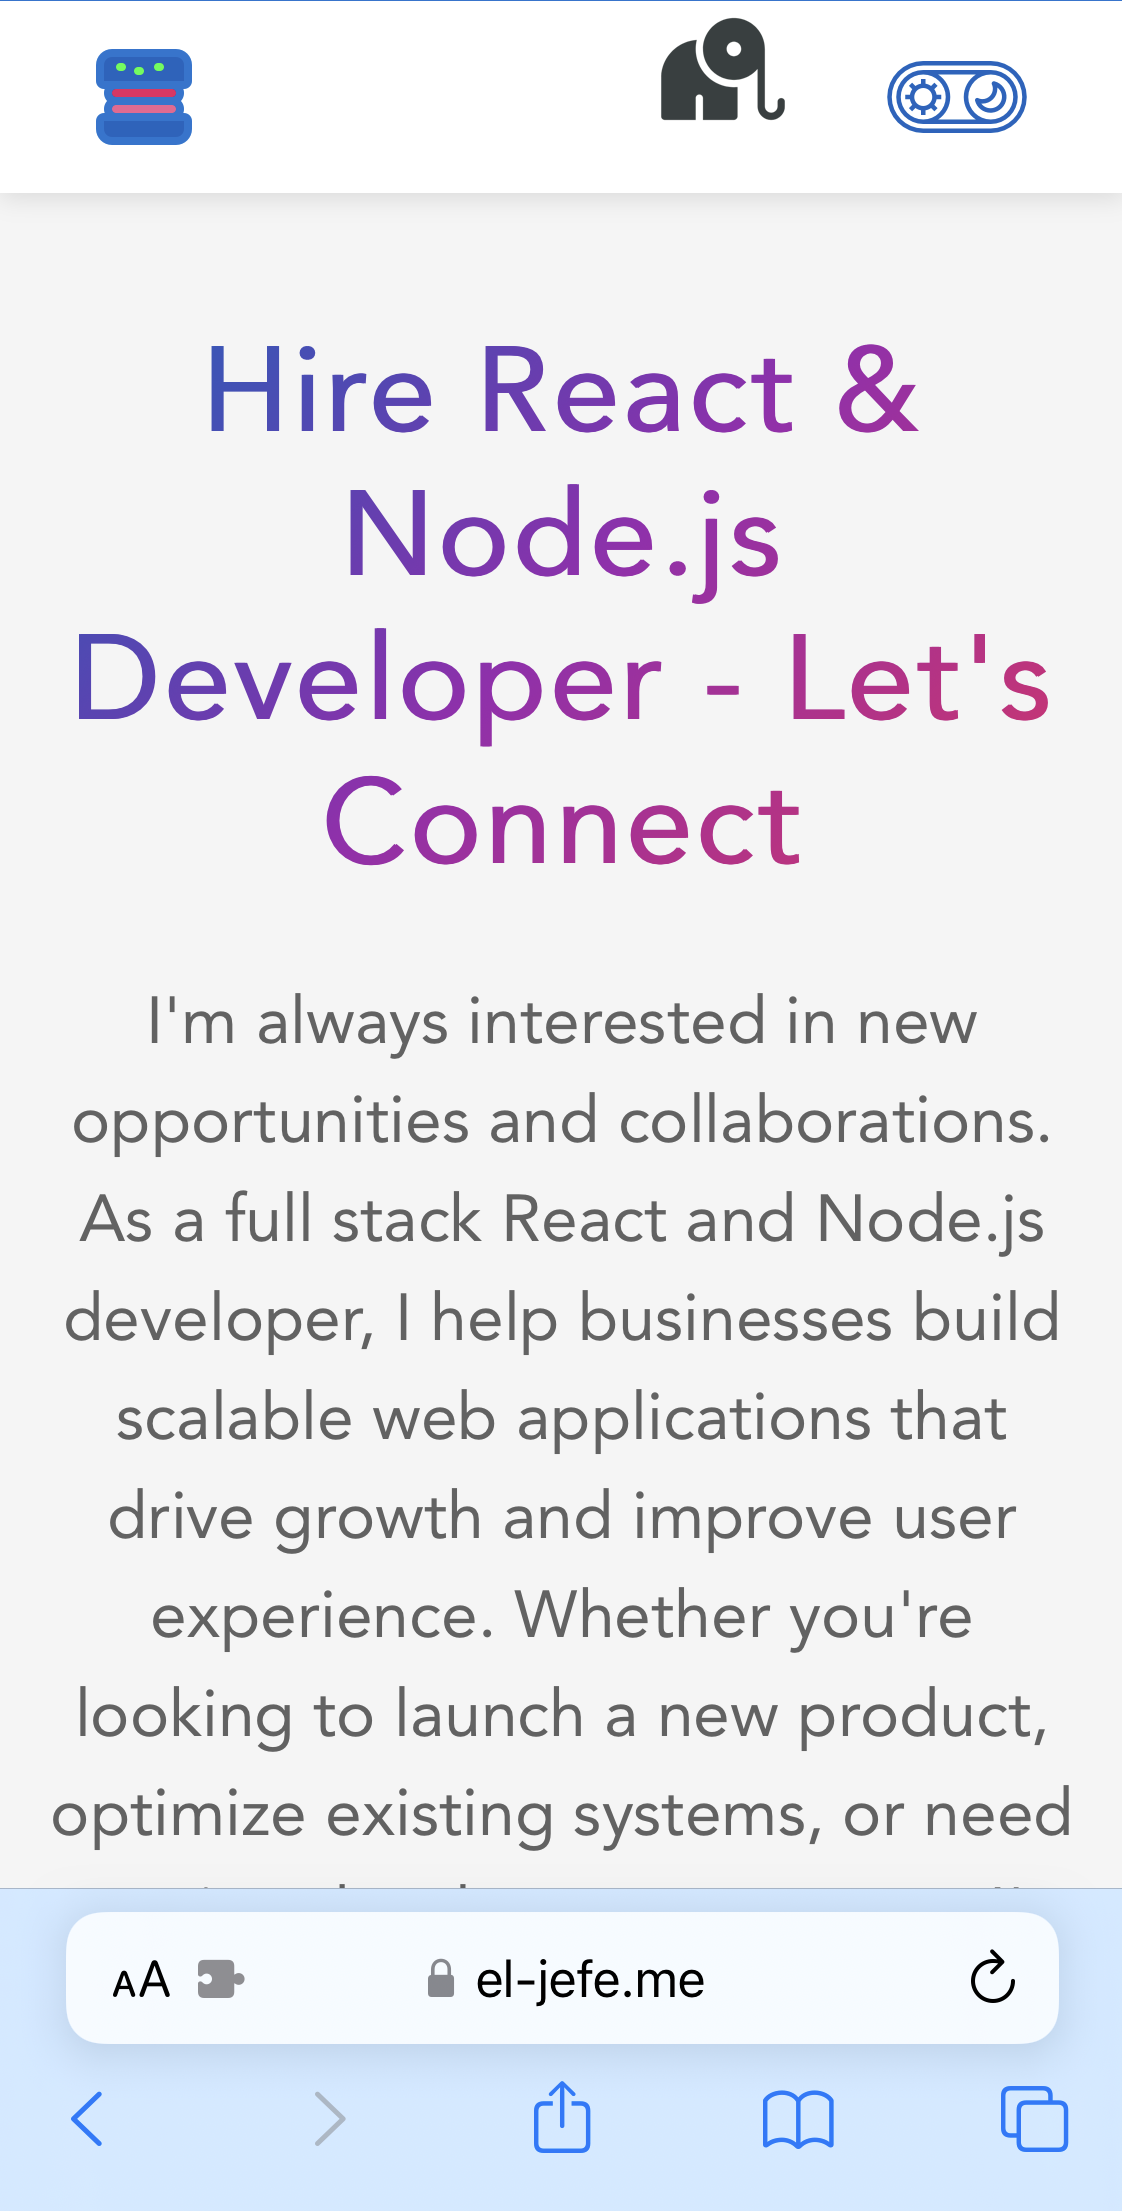 Hire React &
Node.js
Developer - Let's
Connect
I'm always interested in new
opportunities and collaborations.
As a full stack React and Node.js
developer, I help businesses build
scalable web applications that
drive growth and improve user
experience. Whether you're
looking to launch a new product,
optimize existing systems, or need
AA
el-jefe.me